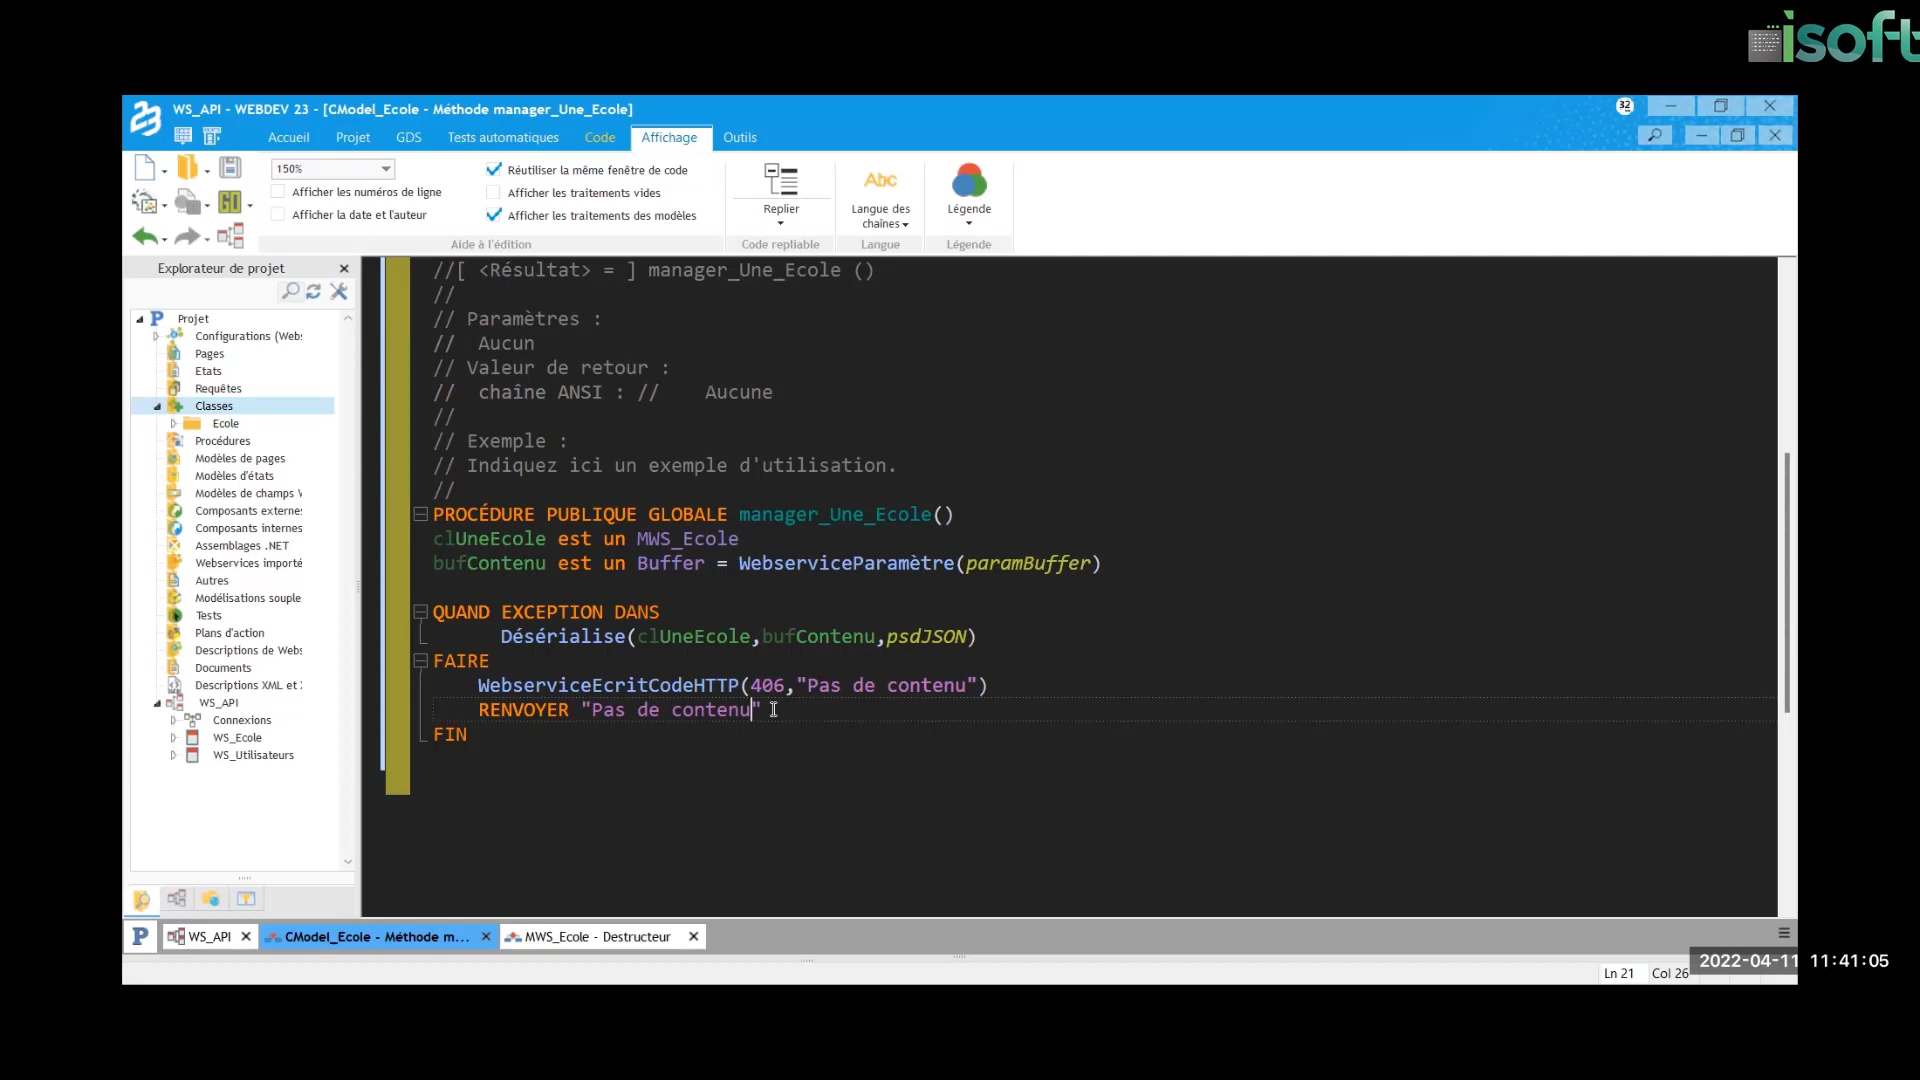 isoft
WS_API - WEBDEV 23 - [CModel_Ecole - Méthode manager_Une_Ecole]
32
Accueil Projet GDS Tests automatiques Code Affichage Outils
150%
Afficher les numéros de ligne
Afficher la date et l'auteur
Réutiliser la même fenêtre de code
Afficher les traitements vides
Afficher les traitements des modèles
Aide à l'édition
Replier
Code repliable
Abc
Langue des
chaînes
Langue
Légende
Légende
GO
Explorateur de projet
Projet
Configurations (Webs
Pages
Etats
Requêtes
Classes
Ecole
Procédures
Modèles de pages
Modèles d'états
Modèles de champs V
Composants externe:
Composants internes
Assemblages .NET
Webservices importé
Autres
Modélisations souple
Tests
Plans d'action
Descriptions de Webs
Documents
Descriptions XML et :
WS_API
Connexions
WS_Ecole
WS_Utilisateurs
//[ <Résultat> = ] manager_Une_Ecole ()
//
// Paramètres :
// Aucun
// Valeur de retour :
// chaîne ANSI : // Aucune
//
// Exemple :
// Indiquez ici un exemple d'utilisation.
//
PROCÉDURE PUBLIQUE GLOBALE manager_Une_Ecole()
clUneEcole est un MWS_Ecole
bufContenu est un Buffer = WebserviceParamètre(paramBuffer)
QUAND EXCEPTION DANS
Désérialise(clUneEcole,bufContenu,psdJSON)
FAIRE
WebserviceEcritCodeHTTP(406,"Pas de contenu")
RENVOYER "Pas de contenu"
FIN
WS_API CModel_Ecole - Méthode m... MWS_Ecole - Destructeur
2022-04-11 11:41:05
Ln 21 Col 26